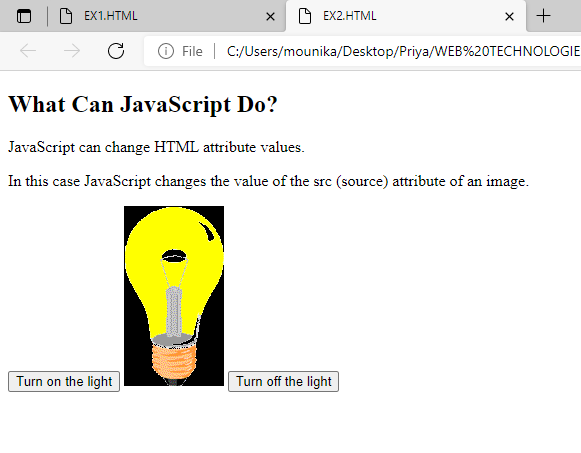 EX1.HTML
EX2.HTML
File | C:/Users/mounika/Desktop/Priya/WEB%20TECHNOLOGIE
What Can JavaScript Do?
JavaScript can change HTML attribute values.
In this case JavaScript changes the value of the src (source) attribute of an image.
Turn on the light
Turn off the light